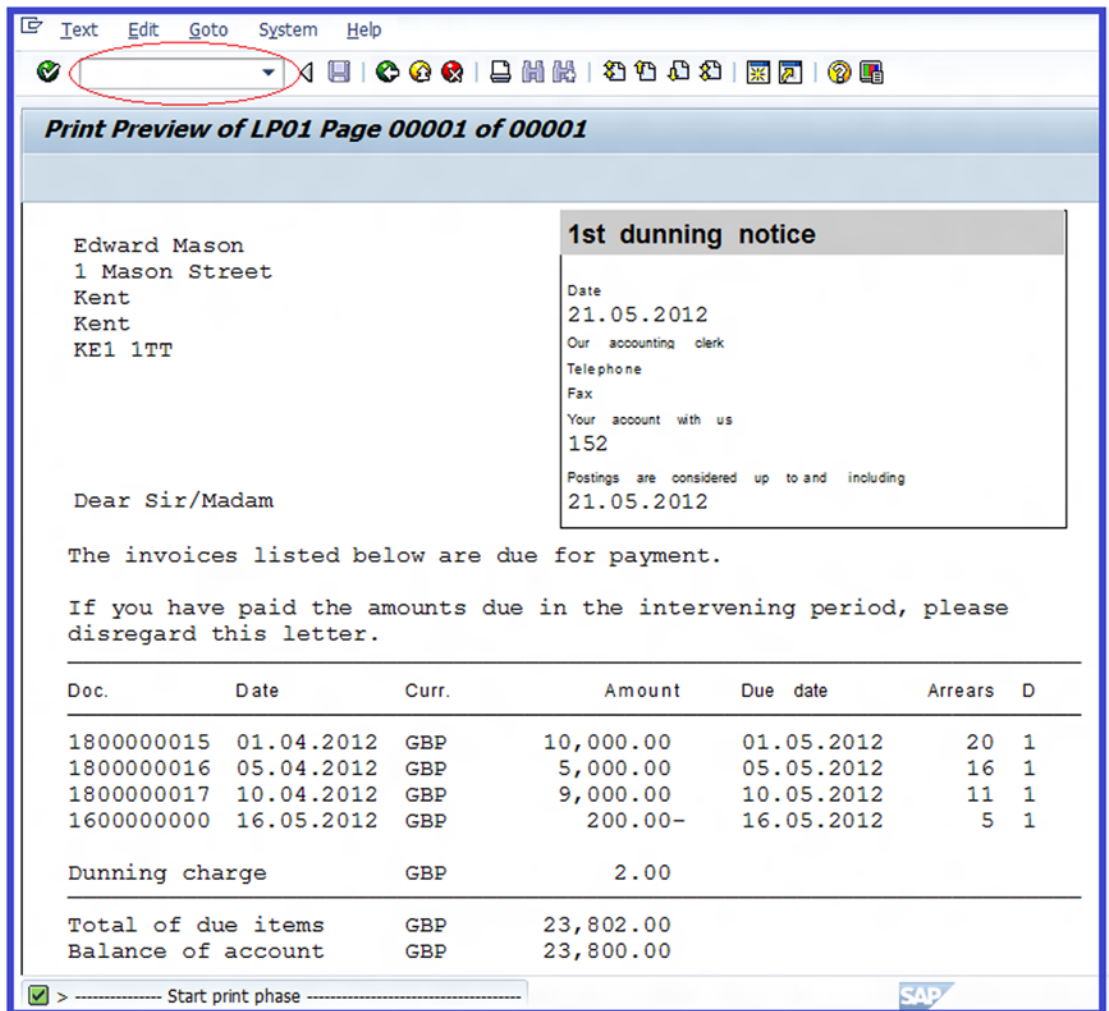 Text Edit Goto System Help
Print Preview of LP01 Page 00001 of 00001
Edward Mason
1 Mason Street
Kent
Kent
KE1 1TT
1st dunning notice
Date
21.05.2012
Our accounting clerk
Telephone
Fax
Your account with us
152
Postings are considered up to and including
21.05.2012
Dear Sir/Madam
The invoices listed below are due for payment.
If you have paid the amounts due in the intervening period, please
disregard this letter.
Doc. Date Curr. Amount Due date Arrears D
1800000015 01.04.2012 GBP 10,000.00 01.05.2012 20 1
1800000016 05.04.2012 GBP 5,000.00 05.05.2012 16 1
1800000017 10.04.2012 GBP 9,000.00 10.05.2012 11 1
1600000000 16.05.2012 GBP 200.00- 16.05.2012 5 1
Dunning charge GBP 2.00
Total of due items GBP 23,802.00
Balance of account GBP 23,800.00
> --------------- Start print phase --------------------------------------
SAP